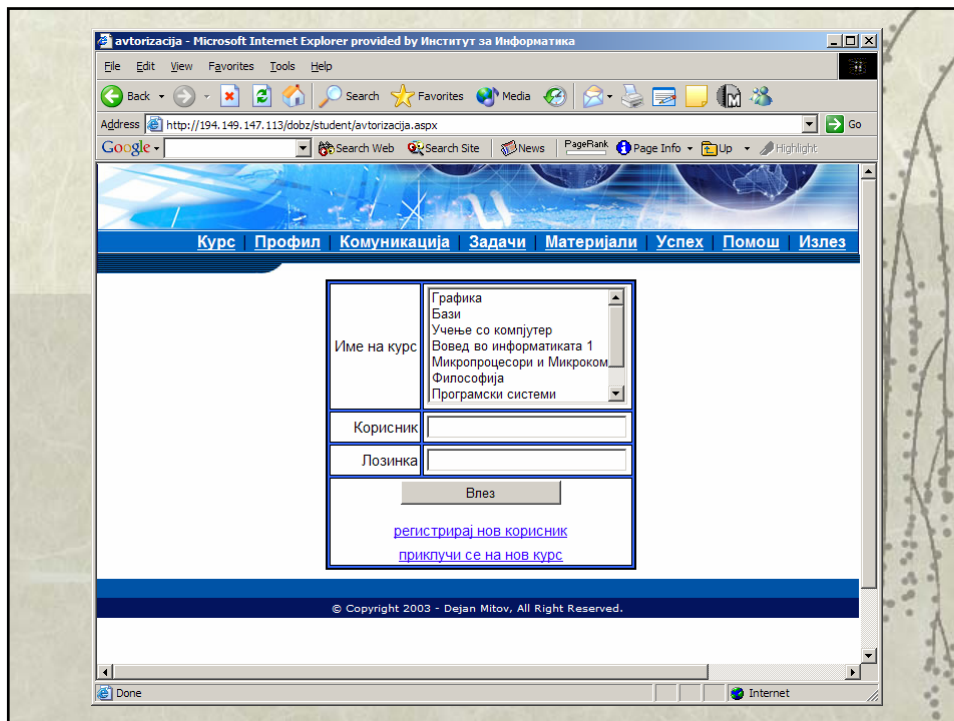 avtorizacija - Microsoft Internet Explorer provided by Институт за Информатика
File Edit View Favorites Tools Help
Back Search Favorites Media
Address http://194.149.147.113/dobz/student/avtorizacija.aspx Go
Google Search Web Search Site News PageRank Page Info Up Highlight
Курс | Профил | Комуникација | Задачи | Материјали | Успех | Помош | Излез
Име на курс
Графика
Бази
Учење со компјутер
Вовед во информатиката 1
Микропроцесори и Микроком
Филозофија
Програмски системи
Корисник
Лозинка
Влез
регистрирај нов корисник
приклучи се на нов курс
© Copyright 2003 - Dejan Mitov, All Right Reserved.
Done Internet